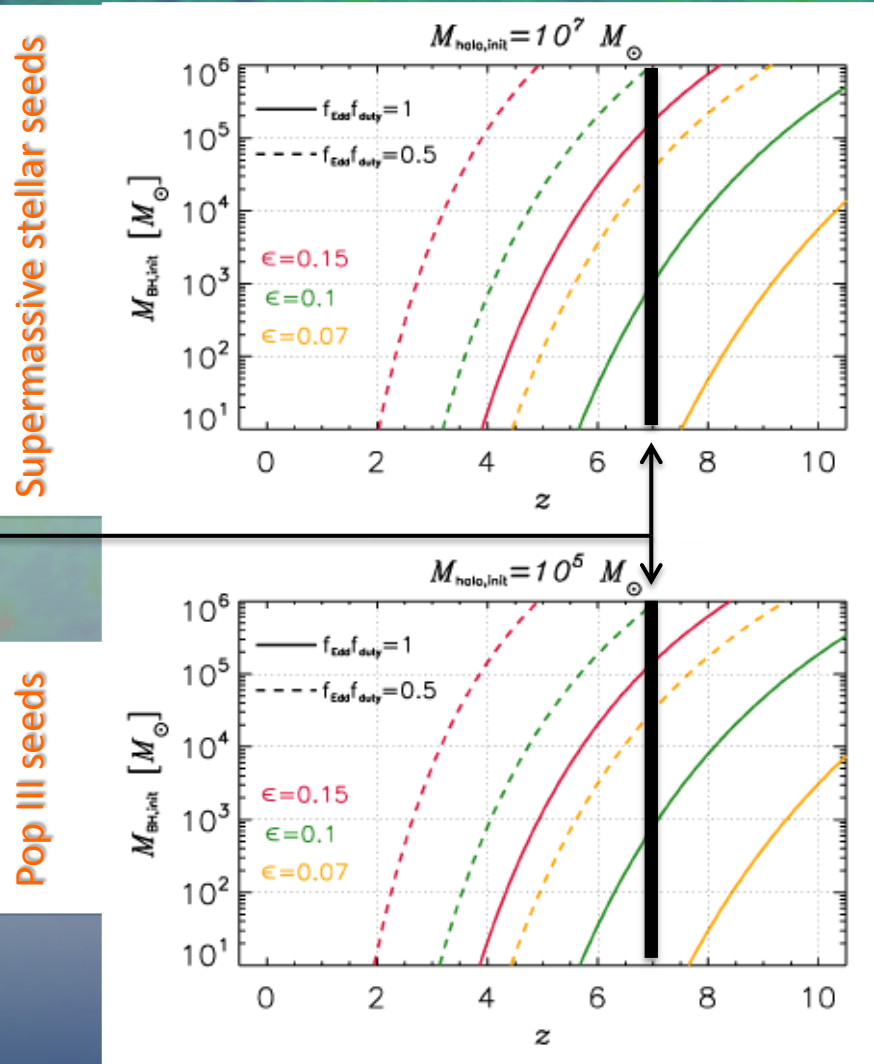 Supermassive stellar seeds
M_halo,init=10^7 M_⊙
10^6
10^5
10^4
10^3
10^2
10^1
M_BH,init [M_⊙]
f_Edd f_duty=1
f_Edd f_duty=0.5
ϵ=0.15
ϵ=0.1
ϵ=0.07
0 2 4 6 8 10
z
Pop III seeds
M_halo,init=10^5 M_⊙
10^6
10^5
10^4
10^3
10^2
10^1
M_BH,init [M_⊙]
f_Edd f_duty=1
f_Edd f_duty=0.5
ϵ=0.15
ϵ=0.1
ϵ=0.07
0 2 4 6 8 10
z